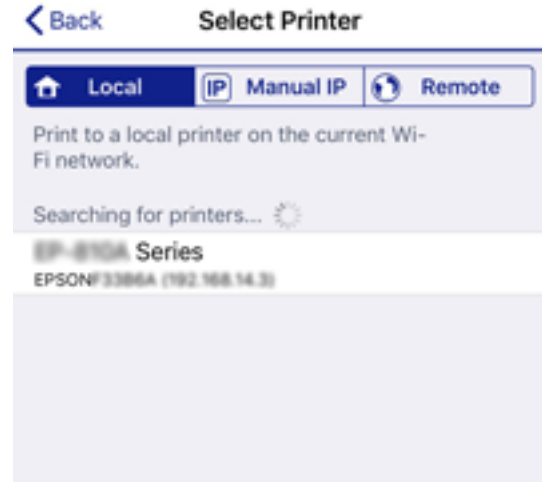 Back
Select Printer
Local
IP Manual IP
Remote
Print to a local printer on the current Wi-
Fi network.
Searching for printers...
Series
EPSON